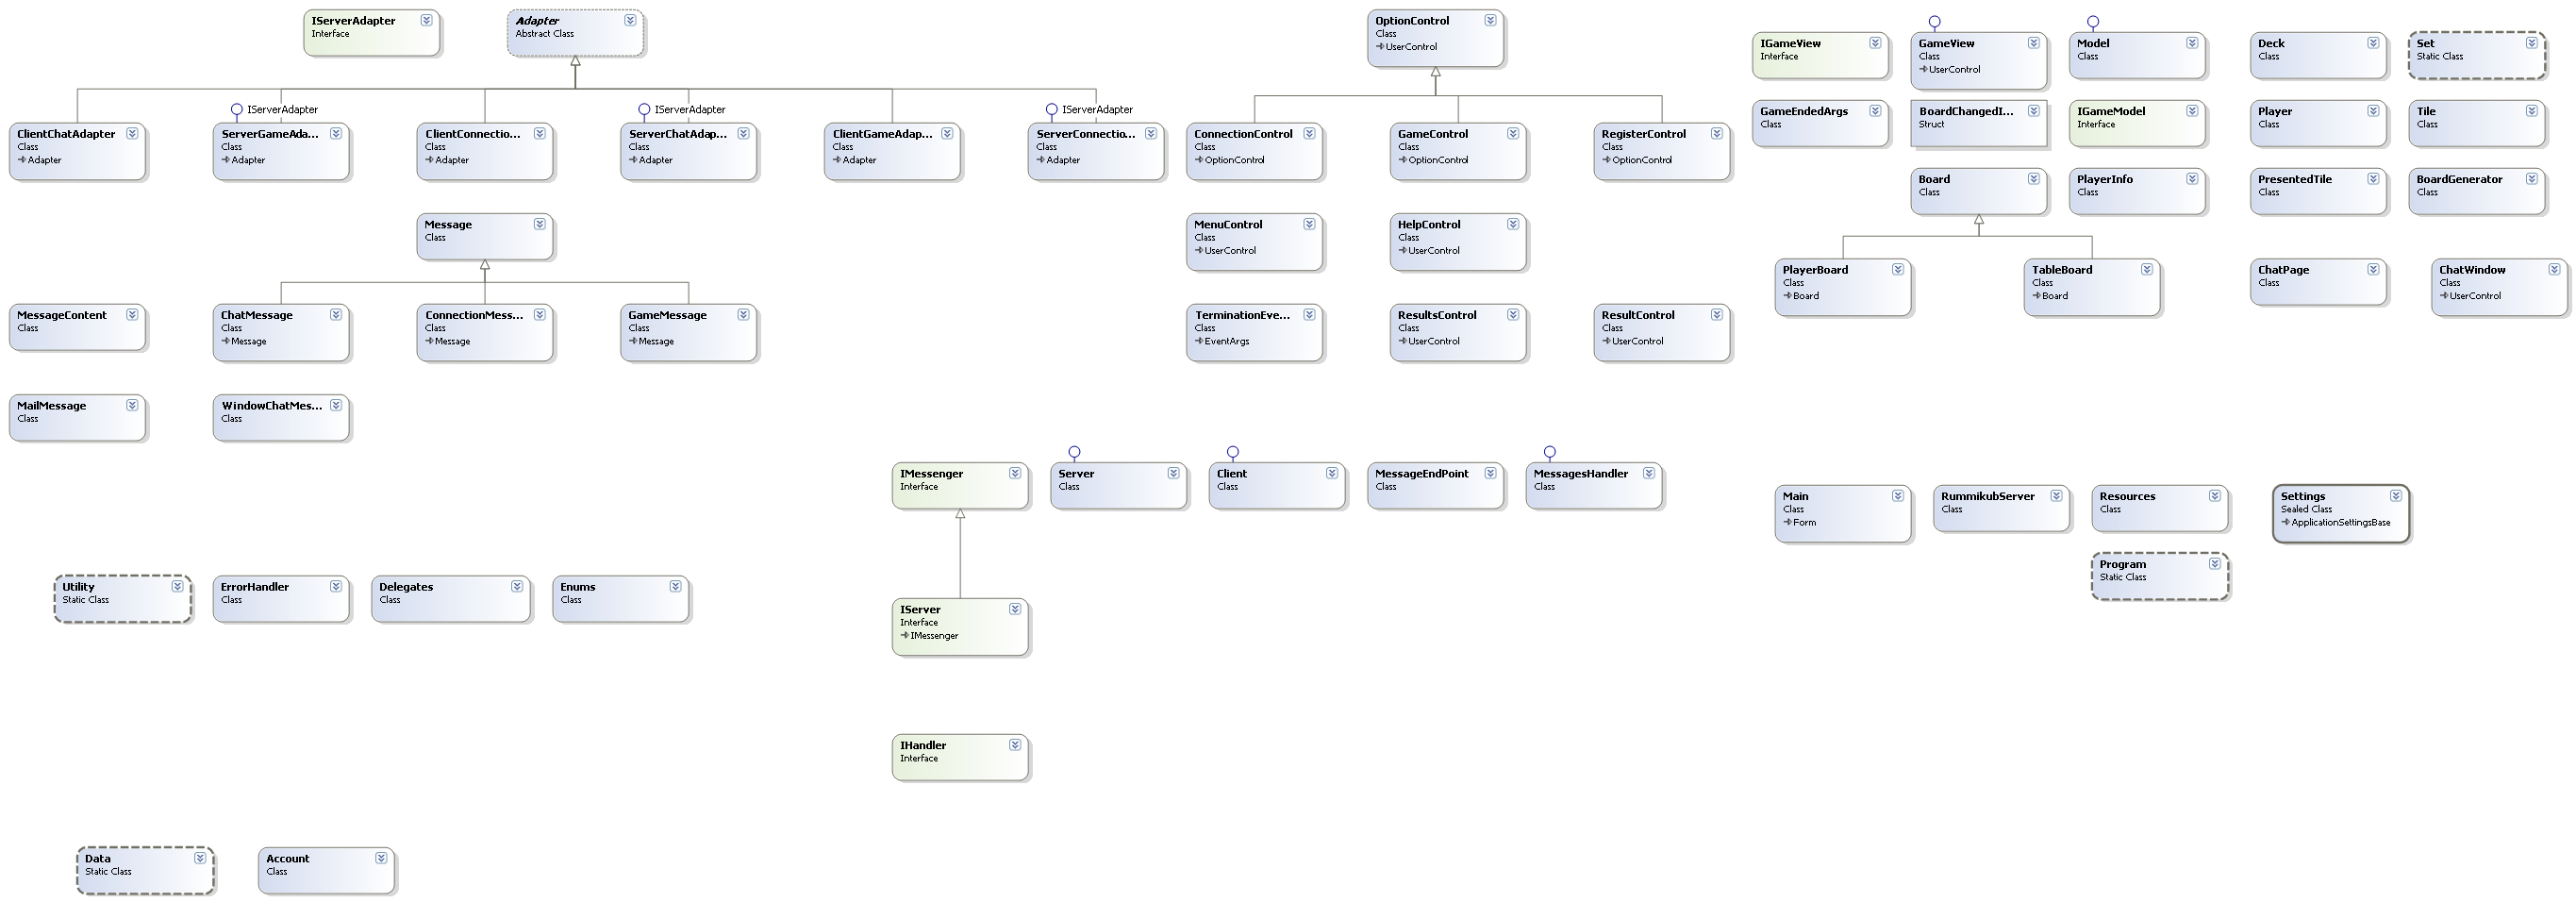 IServerAdapter
Interface
Adapter
Abstract Class
IServerAdapter
IServerAdapter
IServerAdapter
ClientChatAdapter
Class
Adapter
ServerGameAda...
Class
Adapter
ClientConnectio...
Class
Adapter
ServerChatAdap...
Class
Adapter
ClientGameAdap...
Class
Adapter
ServerConnectio...
Class
Adapter
Message
Class
MessageContent
Class
ChatMessage
Class
Message
ConnectionMess...
Class
Message
GameMessage
Class
Message
MailMessage
Class
WindowChatMes...
Class
OptionControl
Class
UserControl
ConnectionControl
Class
OptionControl
GameControl
Class
OptionControl
RegisterControl
Class
OptionControl
MenuControl
Class
UserControl
HelpControl
Class
UserControl
TerminationEve...
Class
EventArgs
ResultsControl
Class
UserControl
ResultControl
Class
UserControl
IGameView
Interface
GameView
Class
UserControl
Model
Class
Deck
Class
Set
Static Class
GameEndedArgs
Class
BoardChangedI...
Struct
IGameModel
Interface
Player
Class
Tile
Class
Board
Class
PlayerInfo
Class
PresentedTile
Class
BoardGenerator
Class
PlayerBoard
Class
Board
TableBoard
Class
Board
ChatPage
Class
ChatWindow
Class
UserControl
IMessenger
Interface
Server
Class
Client
Class
MessageEndPoint
Class
MessagesHandler
Class
Main
Class
Form
RummikubServer
Class
Resources
Class
Settings
Sealed Class
ApplicationSettingsBase
Program
Static Class
Utility
Static Class
ErrorHandler
Class
Delegates
Class
Enums
Class
IServer
Interface
IMessenger
IHandler
Interface
Data
Static Class
Account
Class